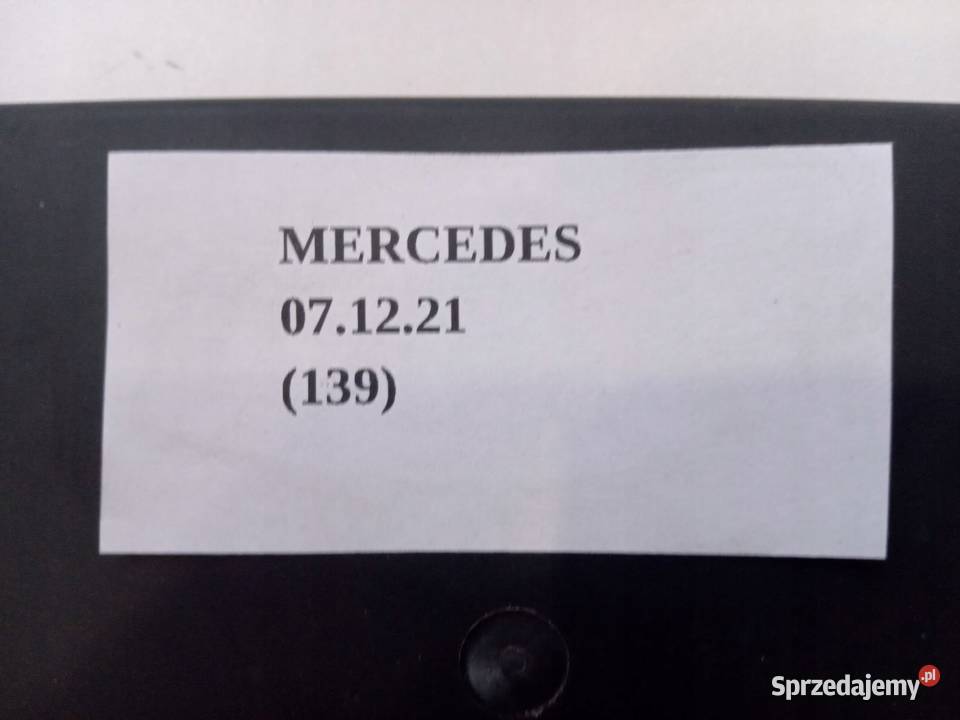 MERCEDES
07.12.21
(139)
Sprzedajemy.pl